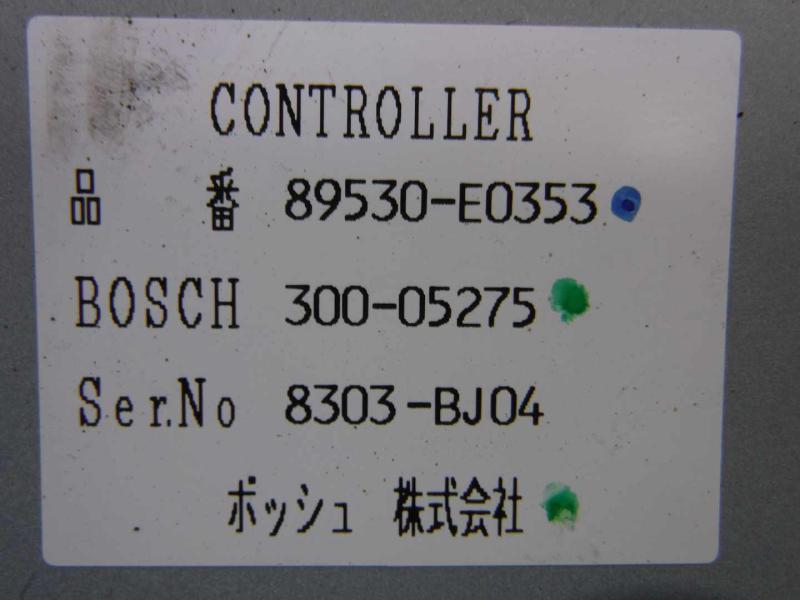 CONTROLLER
品 番 89530-E0353
BOSCH 300-05275
Ser.No 8303-BJ04
ボッシュ 株式会社